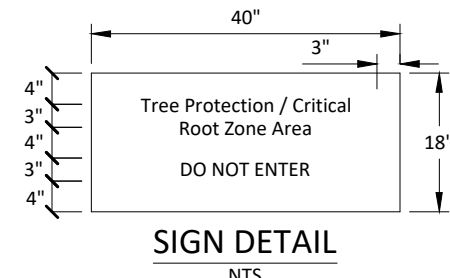 40"
3"
4"
3"
4"
3"
4"
Tree Protection / Critical
Root Zone Area
DO NOT ENTER
18"
SIGN DETAIL
NTS